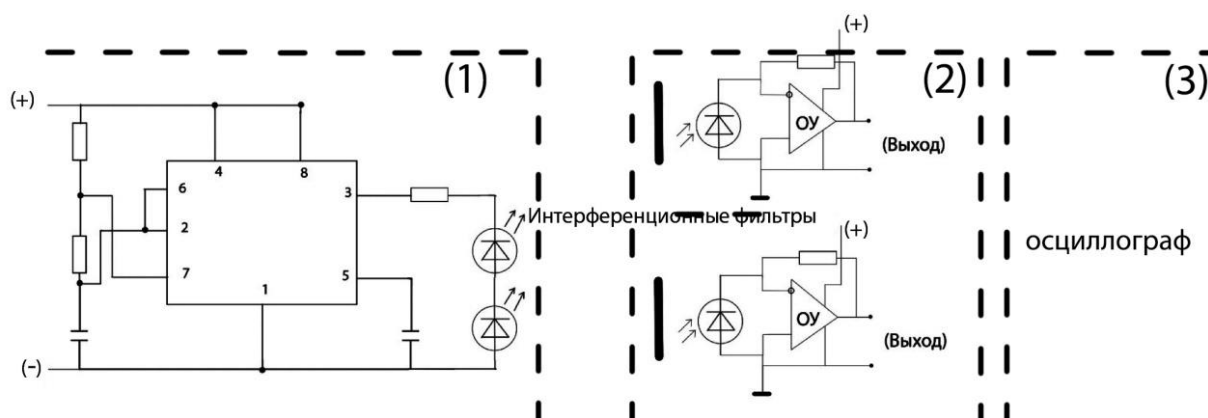 (1)
(+)
4
8
6
2
7
3
5
1
(-)
Интерференционные фильтры
(2)
(+)
ОУ
(Выход)
(+)
ОУ
(Выход)
(3)
осциллограф